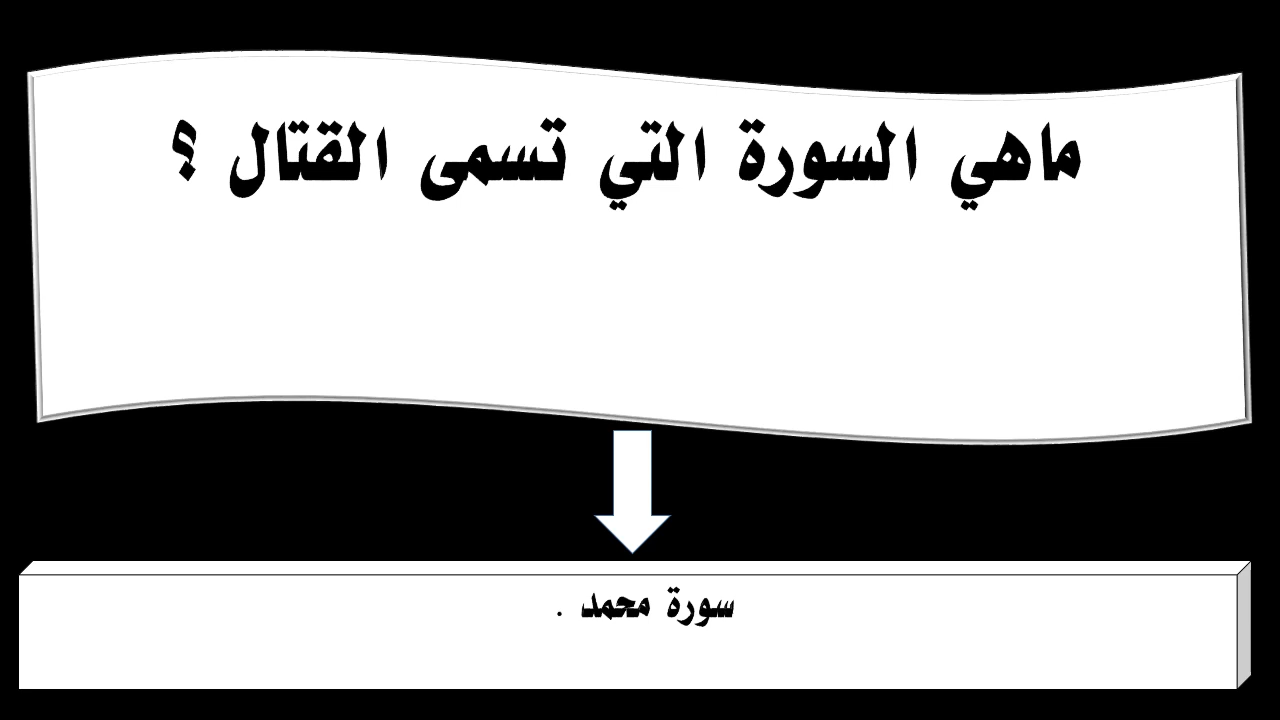 ماهي السورة التي تسمى القتال ؟
سورة محمد .